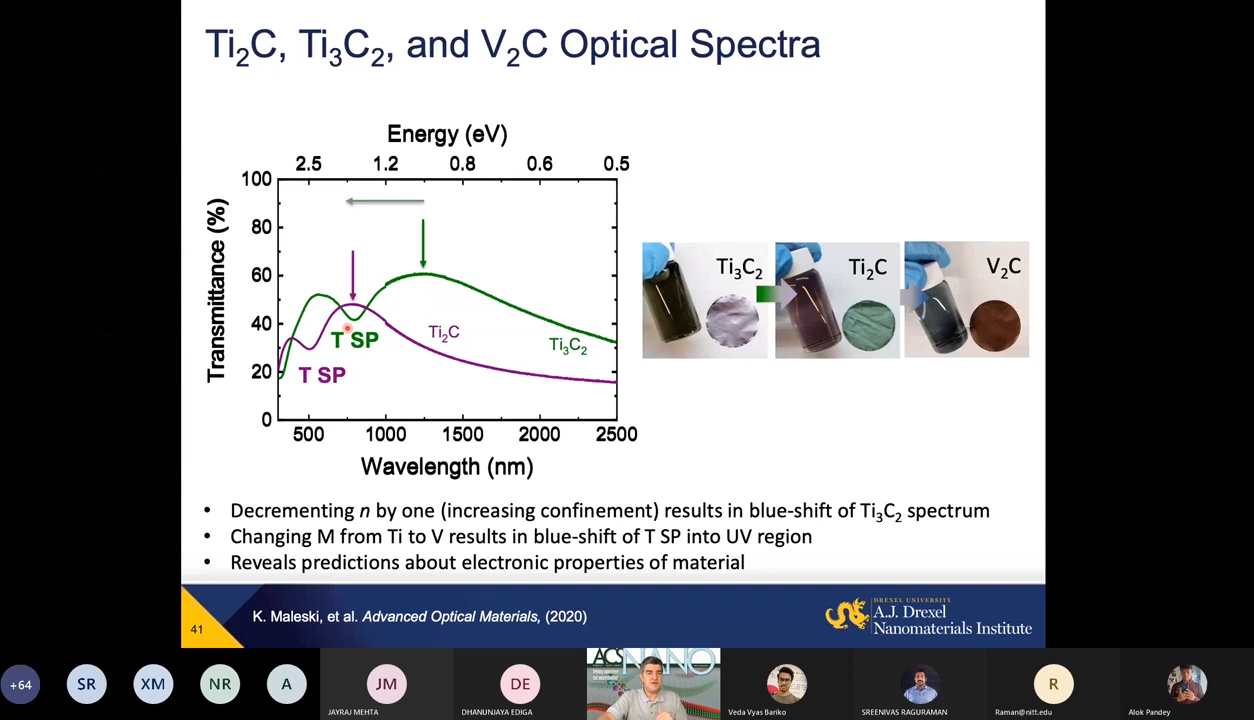 Ti₂C, Ti₃C₂, and V₂C Optical Spectra
Energy (eV)
2.5 1.2 0.8 0.6 0.5
Transmittance (%)
100
80
60
40
20
0
T SP
T SP
Ti₂C
Ti₃C₂
500 1000 1500 2000 2500
Wavelength (nm)
Ti₃C₂
Ti₂C
V₂C
• Decrementing n by one (increasing confinement) results in blue-shift of Ti₃C₂ spectrum
• Changing M from Ti to V results in blue-shift of T SP into UV region
• Reveals predictions about electronic properties of material
41
K. Maleski, et al. Advanced Optical Materials, (2020)
DREXEL UNIVERSITY
A.J. Drexel
Nanomaterials Institute
+64
SR
XM
NR
A
JM
JAYRAJ MEHTA
DE
DHANUNJAYA EDIGA
ACS NANO
Veda Vyas Bariko
SREENIVAS RAGURAMAN
R
Raman@nitt.edu
Alok Pandey